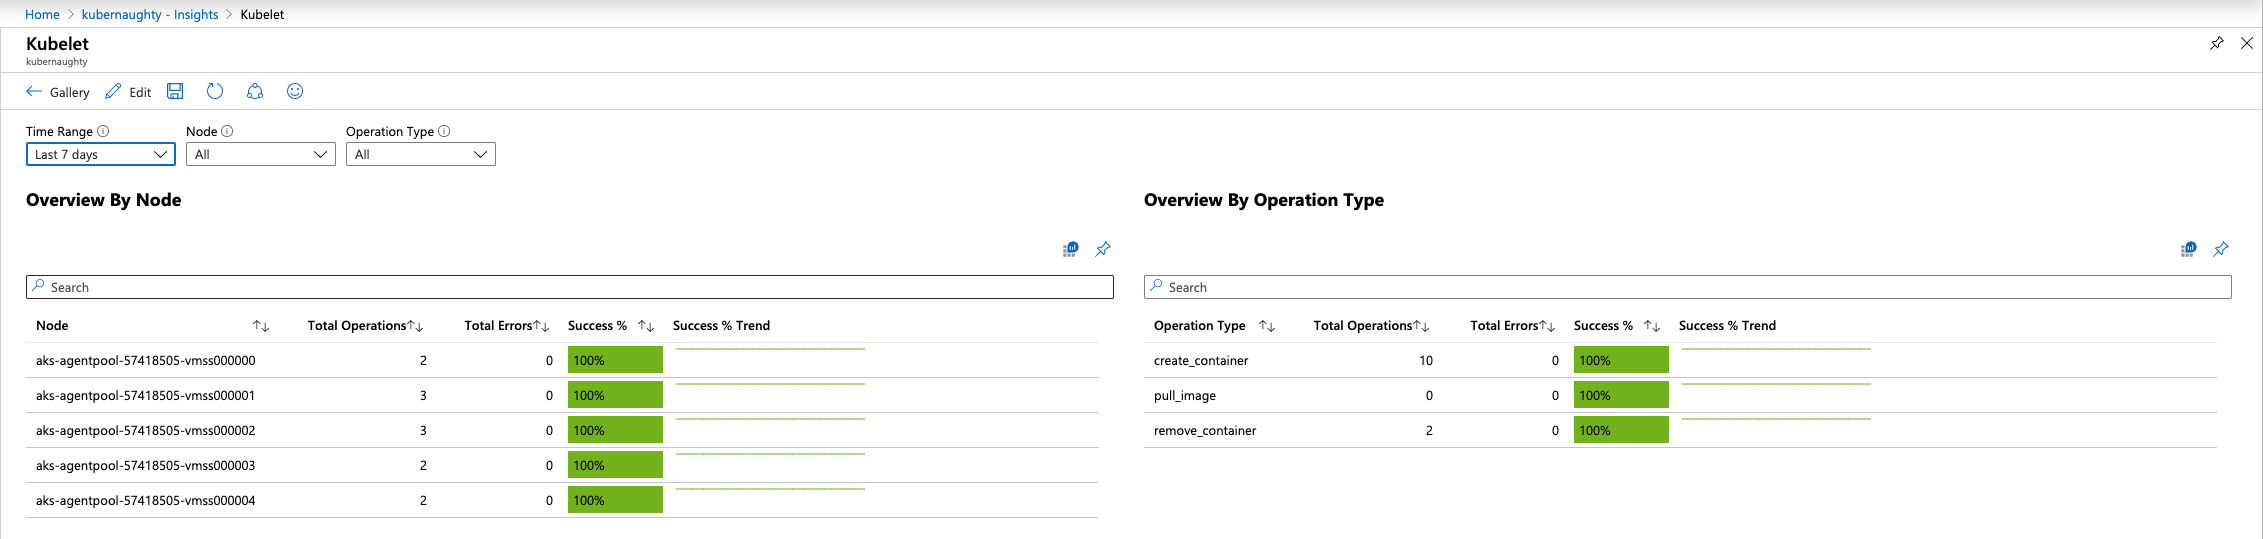 Home > kubernaughty - Insights > Kubelet
Kubelet
kubernaughty
Gallery Edit
Time Range Node Operation Type
Last 7 days All All
Overview By Node
Search
Node Total Operations Total Errors Success % Success % Trend
aks-agentpool-57418505-vmss000000 2 0 100%
aks-agentpool-57418505-vmss000001 3 0 100%
aks-agentpool-57418505-vmss000002 3 0 100%
aks-agentpool-57418505-vmss000003 2 0 100%
aks-agentpool-57418505-vmss000004 2 0 100%
Overview By Operation Type
Search
Operation Type Total Operations Total Errors Success % Success % Trend
create_container 10 0 100%
pull_image 0 0 100%
remove_container 2 0 100%